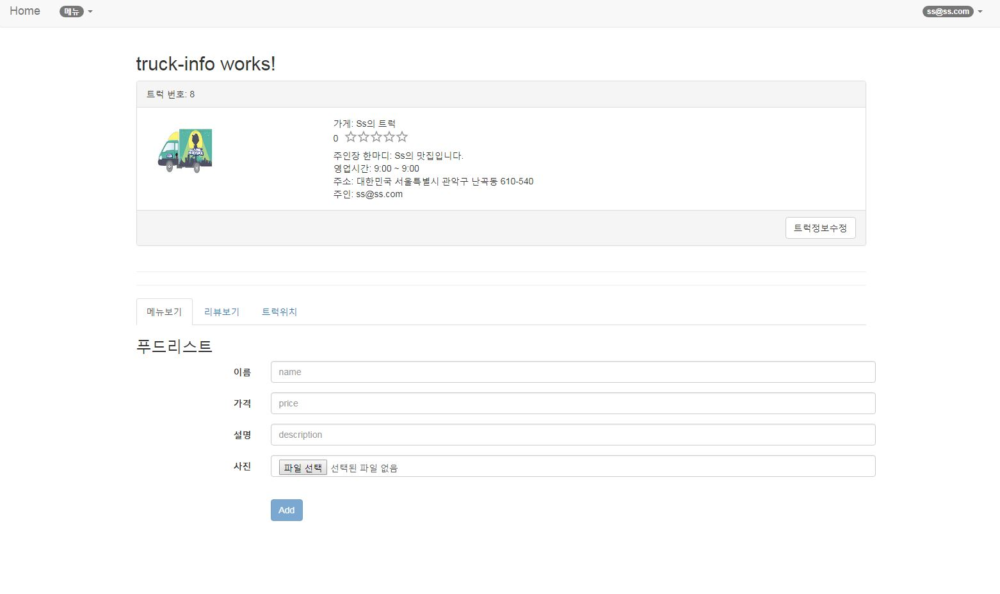 Home 메뉴 ss@ss.com
truck-info works!
트럭 번호: 8
가게: Ss의 트럭
0
주인장 한마디: Ss의 맛집입니다.
영업시간: 9:00 ~ 9:00
주소: 대한민국 서울특별시 관악구 난곡동 610-540
주인: ss@ss.com
트럭정보수정
메뉴보기 리뷰보기 트럭위치
푸드리스트
이름 name
가격 price
설명 description
사진 파일 선택 선택된 파일 없음
Add